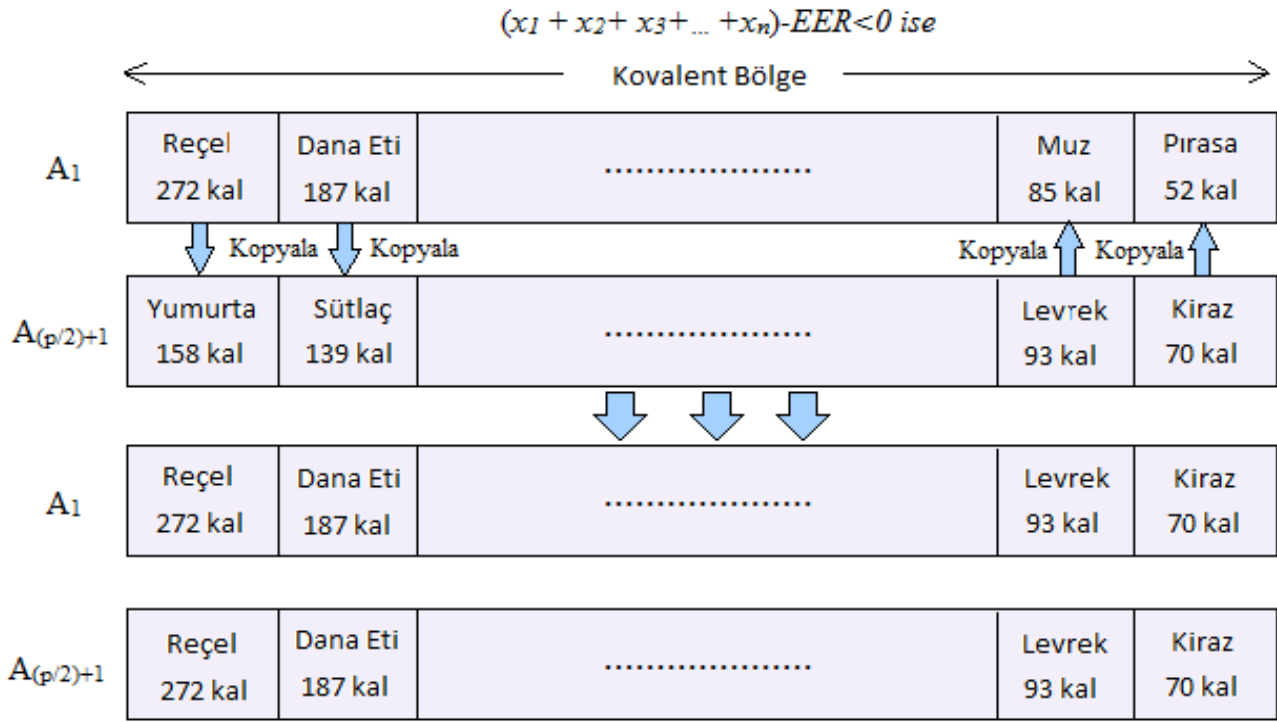 (x1 + x2+ x3+... +xn)-EER<0 ise
Kovalent Bölge
A1
Reçel
272 kal
Dana Eti
187 kal
....................
Muz
85 kal
Pırasa
52 kal
Kopyala
Kopyala
Kopyala
Kopyala
A(p/2)+1
Yumurta
158 kal
Sütlaç
139 kal
....................
Levrek
93 kal
Kiraz
70 kal
A1
Reçel
272 kal
Dana Eti
187 kal
....................
Levrek
93 kal
Kiraz
70 kal
A(p/2)+1
Reçel
272 kal
Dana Eti
187 kal
....................
Levrek
93 kal
Kiraz
70 kal